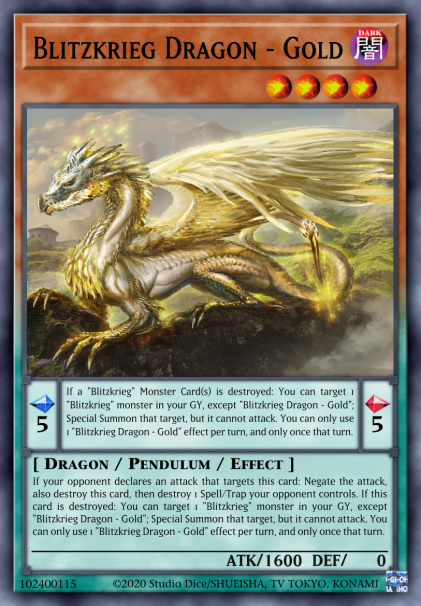 BLITZKRIEG DRAGON - GOLD
DARK
闇
If a "Blitzkrieg" Monster Card(s) is destroyed: You can target 1
"Blitzkrieg" monster in your GY, except "Blitzkrieg Dragon - Gold";
Special Summon that target, but it cannot attack. You can only use
1 "Blitzkrieg Dragon - Gold" effect per turn, and only once that turn.
5
5
[ DRAGON / PENDULUM / EFFECT ]
If your opponent declares an attack that targets this card: Negate the attack,
also destroy this card, then destroy 1 Spell/Trap your opponent controls. If this
card is destroyed: You can target 1 "Blitzkrieg" monster in your GY, except
"Blitzkrieg Dragon - Gold"; Special Summon that target, but it cannot attack. You
can only use 1 "Blitzkrieg Dragon - Gold" effect per turn, and only once that turn.
ATK/1600 DEF/ 0
102400115 ©2020 Studio Dice/SHUEISHA, TV TOKYO, KONAMI